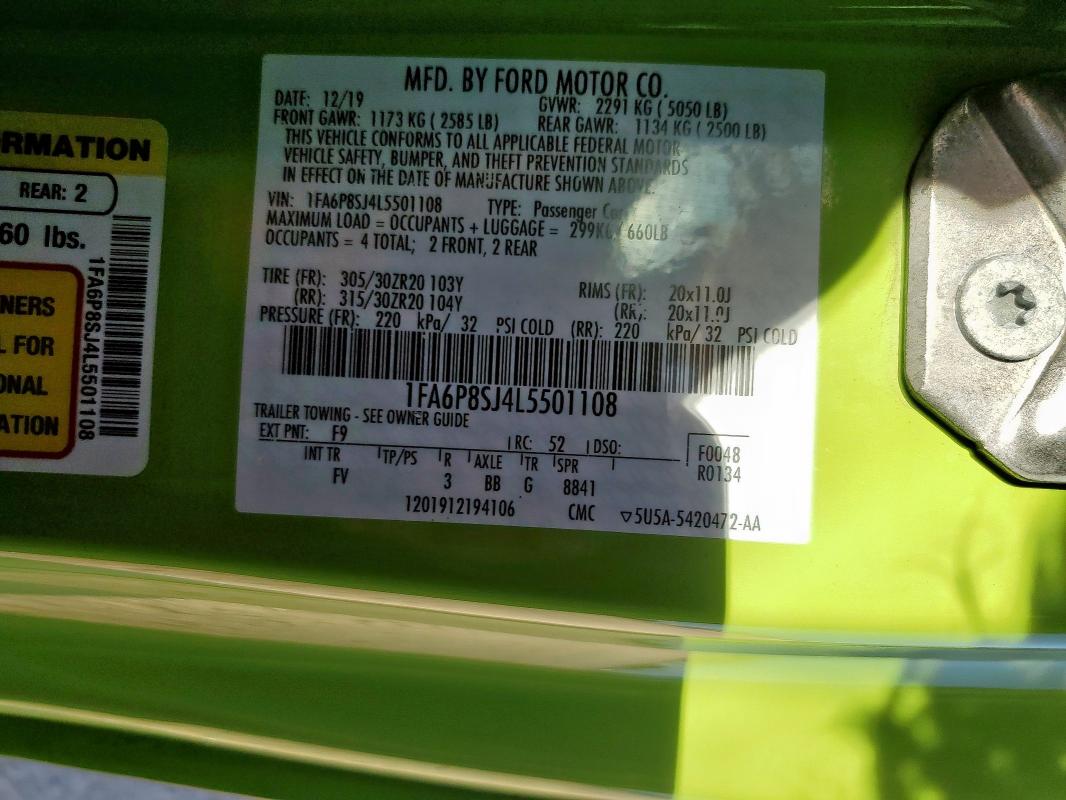 RMATION
REAR: 2
60 lbs.
NERS
L FOR
ONAL
ATION
1FA6P8SJ4L5501108
MFD. BY FORD MOTOR CO.
DATE: 12/19 GVWR: 2291 KG ( 5050 LB)
FRONT GAWR: 1173 KG ( 2585 LB) REAR GAWR: 1134 KG ( 2500 LB)
THIS VEHICLE CONFORMS TO ALL APPLICABLE FEDERAL MOTOR
VEHICLE SAFETY, BUMPER, AND THEFT PREVENTION STANDARDS
IN EFFECT ON THE DATE OF MANUFACTURE SHOWN ABOVE.
VIN: 1FA6P8SJ4L5501108 TYPE: Passenger Car
MAXIMUM LOAD = OCCUPANTS + LUGGAGE = 299KG/ 660LB
OCCUPANTS = 4 TOTAL; 2 FRONT, 2 REAR
TIRE (FR): 305/30ZR20 103Y RIMS (FR): 20x11.0J
(RR): 315/30ZR20 104Y (RR): 20x11.0J
PRESSURE (FR): 220 kPa/ 32 PSI COLD (RR): 220 kPa/ 32 PSI COLD
1FA6P8SJ4L5501108
TRAILER TOWING - SEE OWNER GUIDE
EXT PNT: F9 RC: 52 DSO: F0048
INT TR TP/PS R AXLE TR SPR R0134
FV 3 BB G 8841
1201912194106 CMC ▽5U5A-5420472-AA